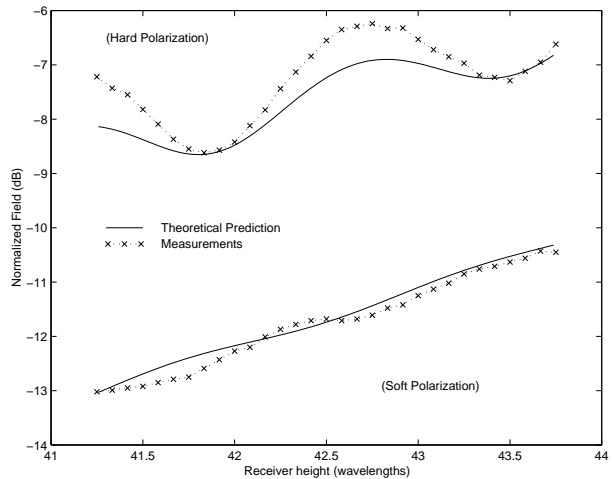 −6
(Hard Polarization)
−7
−8
−9
Normalized Field (dB)
Theoretical Prediction
Measurements
−10
−11
−12
−13
(Soft Polarization)
−14
41
41.5
42
42.5
43
43.5
44
Receiver height (wavelengths)